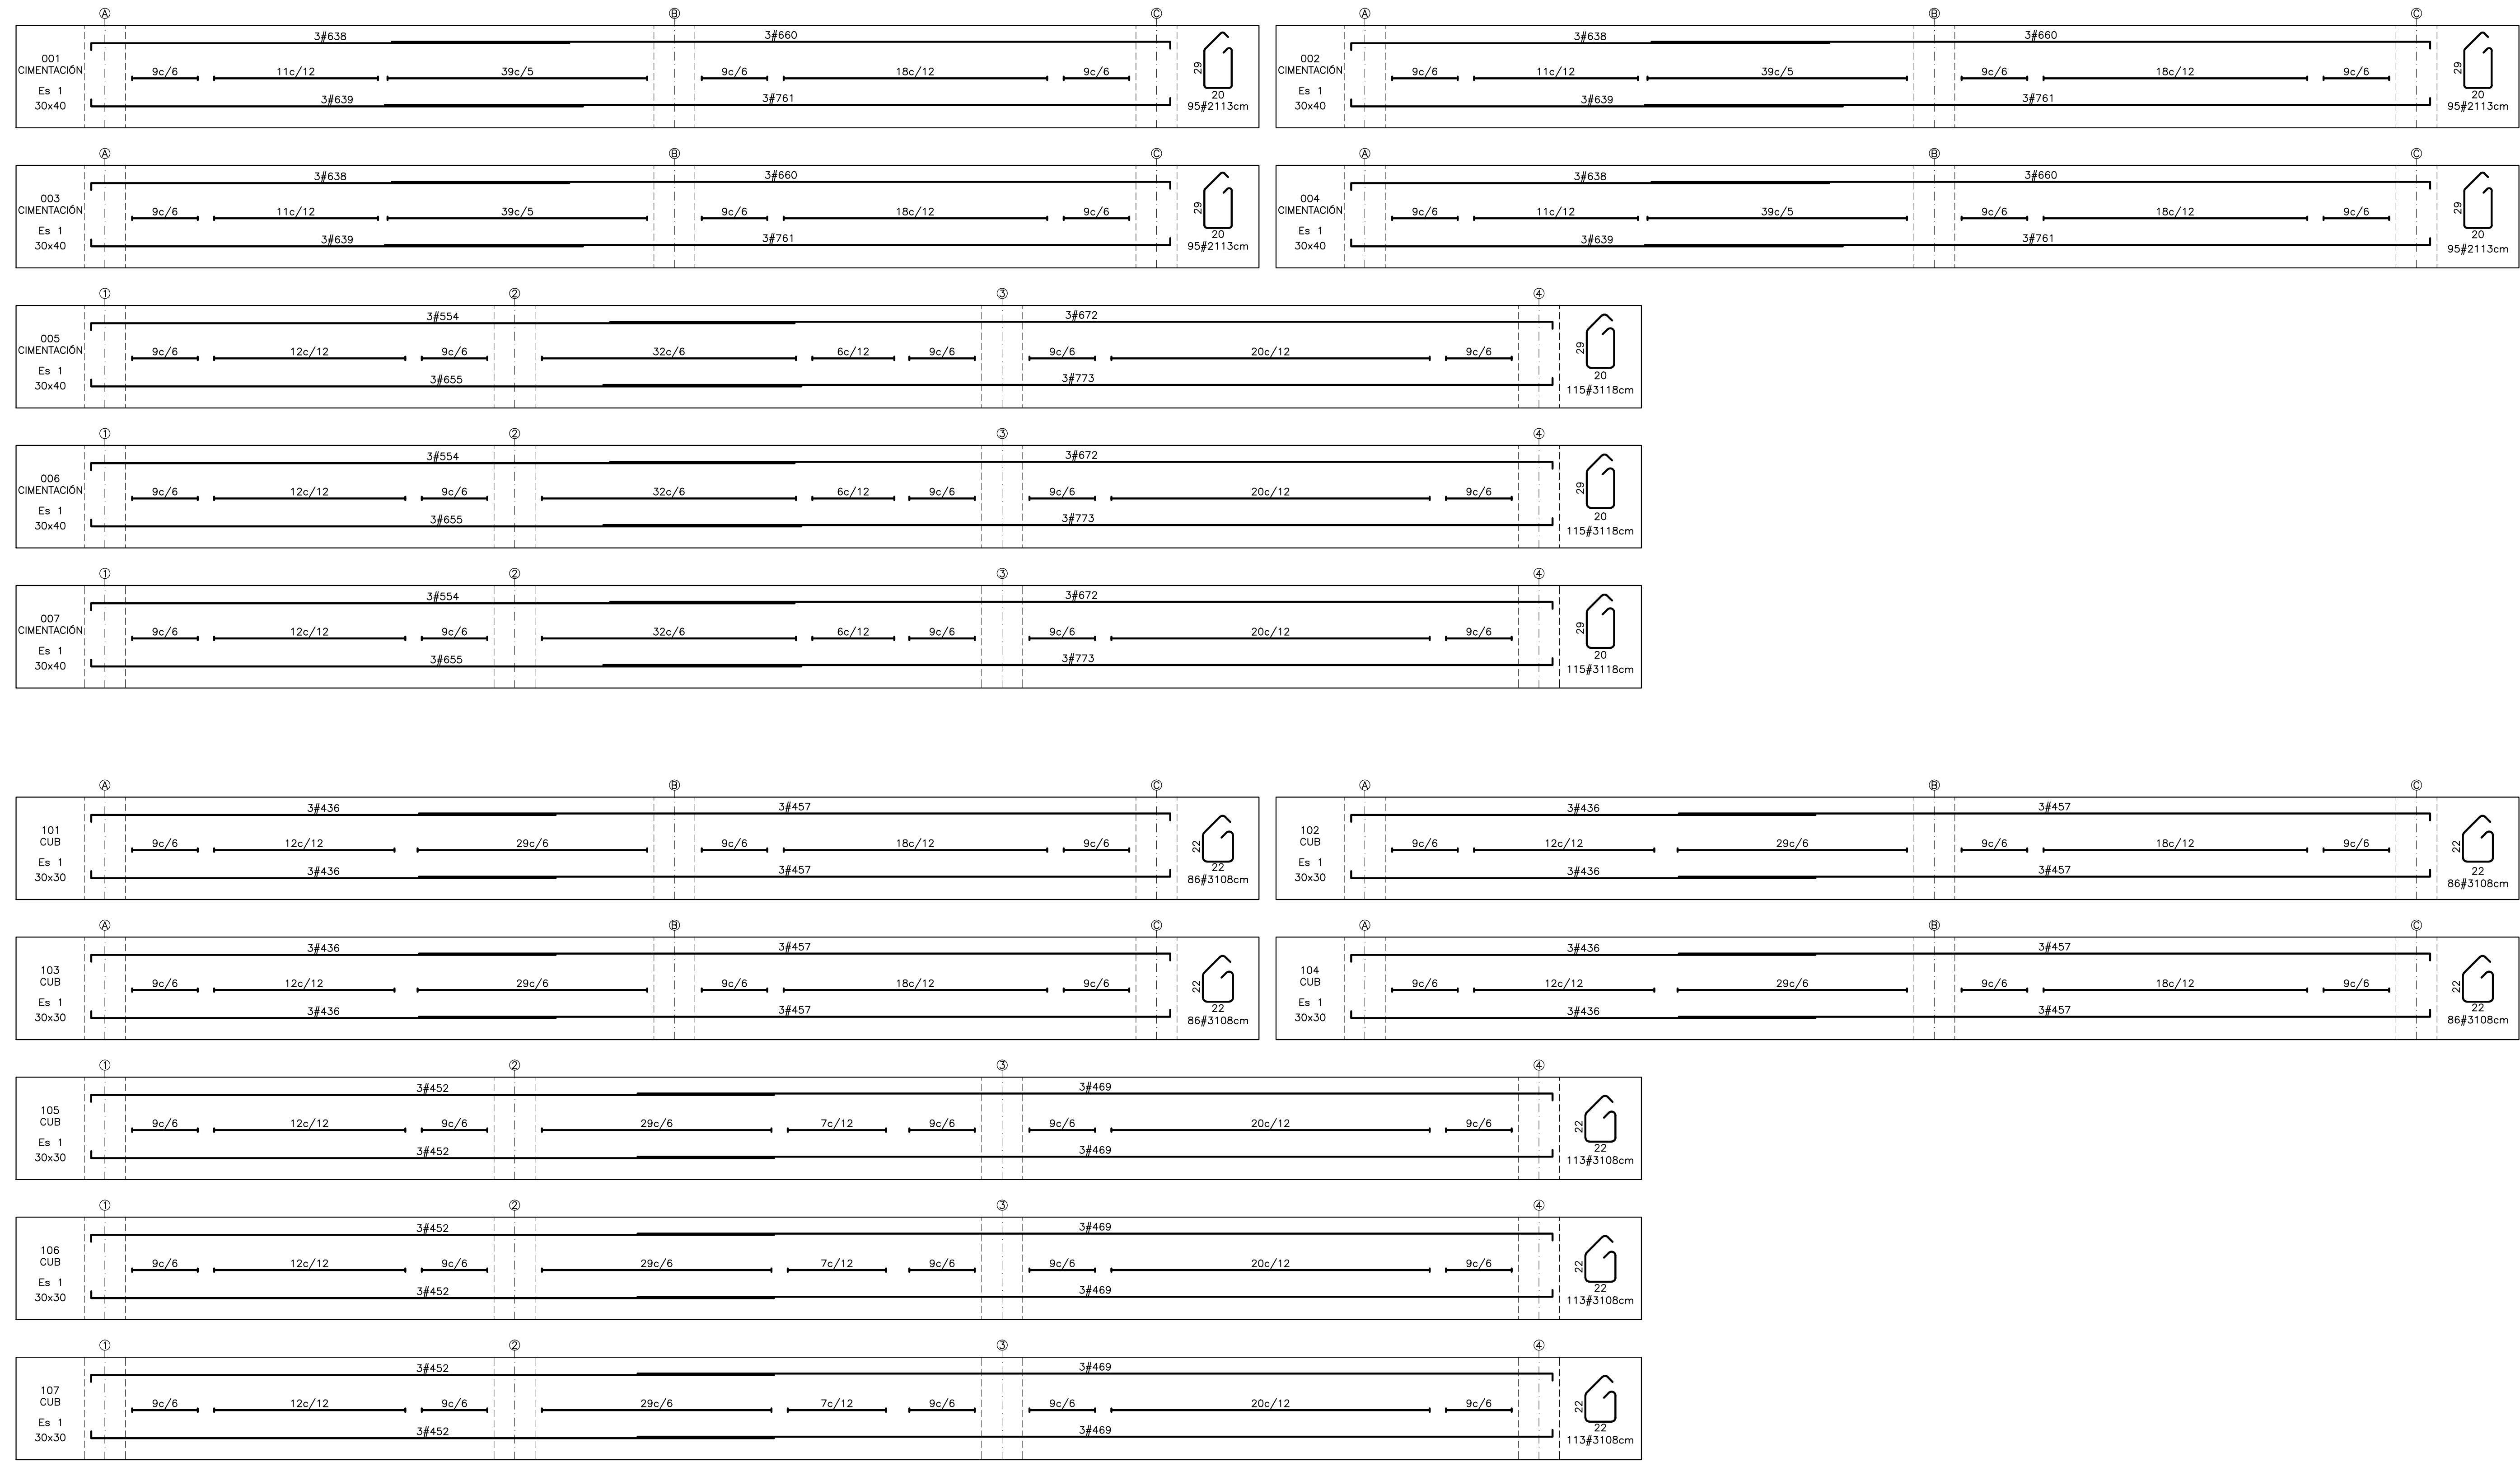 A B C
3#638 3#660
001
CIMENTACIÓN
Es 1
30x40
9c/6 11c/12 39c/5 9c/6 18c/12 9c/6
3#639 3#761
29
20
95#2113cm
A B C
3#638 3#660
002
CIMENTACIÓN
Es 1
30x40
9c/6 11c/12 39c/5 9c/6 18c/12 9c/6
3#639 3#761
29
20
95#2113cm
A B C
3#638 3#660
003
CIMENTACIÓN
Es 1
30x40
9c/6 11c/12 39c/5 9c/6 18c/12 9c/6
3#639 3#761
29
20
95#2113cm
A B C
3#638 3#660
004
CIMENTACIÓN
Es 1
30x40
9c/6 11c/12 39c/5 9c/6 18c/12 9c/6
3#639 3#761
29
20
95#2113cm
1 2 3 4
3#554 3#672
005
CIMENTACIÓN
Es 1
30x40
9c/6 12c/12 9c/6 32c/6 6c/12 9c/6 9c/6 20c/12 9c/6
3#655 3#773
29
20
115#3118cm
1 2 3 4
3#554 3#672
006
CIMENTACIÓN
Es 1
30x40
9c/6 12c/12 9c/6 32c/6 6c/12 9c/6 9c/6 20c/12 9c/6
3#655 3#773
29
20
115#3118cm
1 2 3 4
3#554 3#672
007
CIMENTACIÓN
Es 1
30x40
9c/6 12c/12 9c/6 32c/6 6c/12 9c/6 9c/6 20c/12 9c/6
3#655 3#773
29
20
115#3118cm
A B C
3#436 3#457
101
CUB
Es 1
30x30
9c/6 12c/12 29c/6 9c/6 18c/12 9c/6
3#436 3#457
22
22
86#3108cm
A B C
3#436 3#457
102
CUB
Es 1
30x30
9c/6 12c/12 29c/6 9c/6 18c/12 9c/6
3#436 3#457
22
22
86#3108cm
A B C
3#436 3#457
103
CUB
Es 1
30x30
9c/6 12c/12 29c/6 9c/6 18c/12 9c/6
3#436 3#457
22
22
86#3108cm
A B C
3#436 3#457
104
CUB
Es 1
30x30
9c/6 12c/12 29c/6 9c/6 18c/12 9c/6
3#436 3#457
22
22
86#3108cm
1 2 3 4
3#452 3#469
105
CUB
Es 1
30x30
9c/6 12c/12 9c/6 29c/6 7c/12 9c/6 9c/6 20c/12 9c/6
3#452 3#469
22
22
113#3108cm
1 2 3 4
3#452 3#469
106
CUB
Es 1
30x30
9c/6 12c/12 9c/6 29c/6 7c/12 9c/6 9c/6 20c/12 9c/6
3#452 3#469
22
22
113#3108cm
1 2 3 4
3#452 3#469
107
CUB
Es 1
30x30
9c/6 12c/12 9c/6 29c/6 7c/12 9c/6 9c/6 20c/12 9c/6
3#452 3#469
22
22
113#3108cm